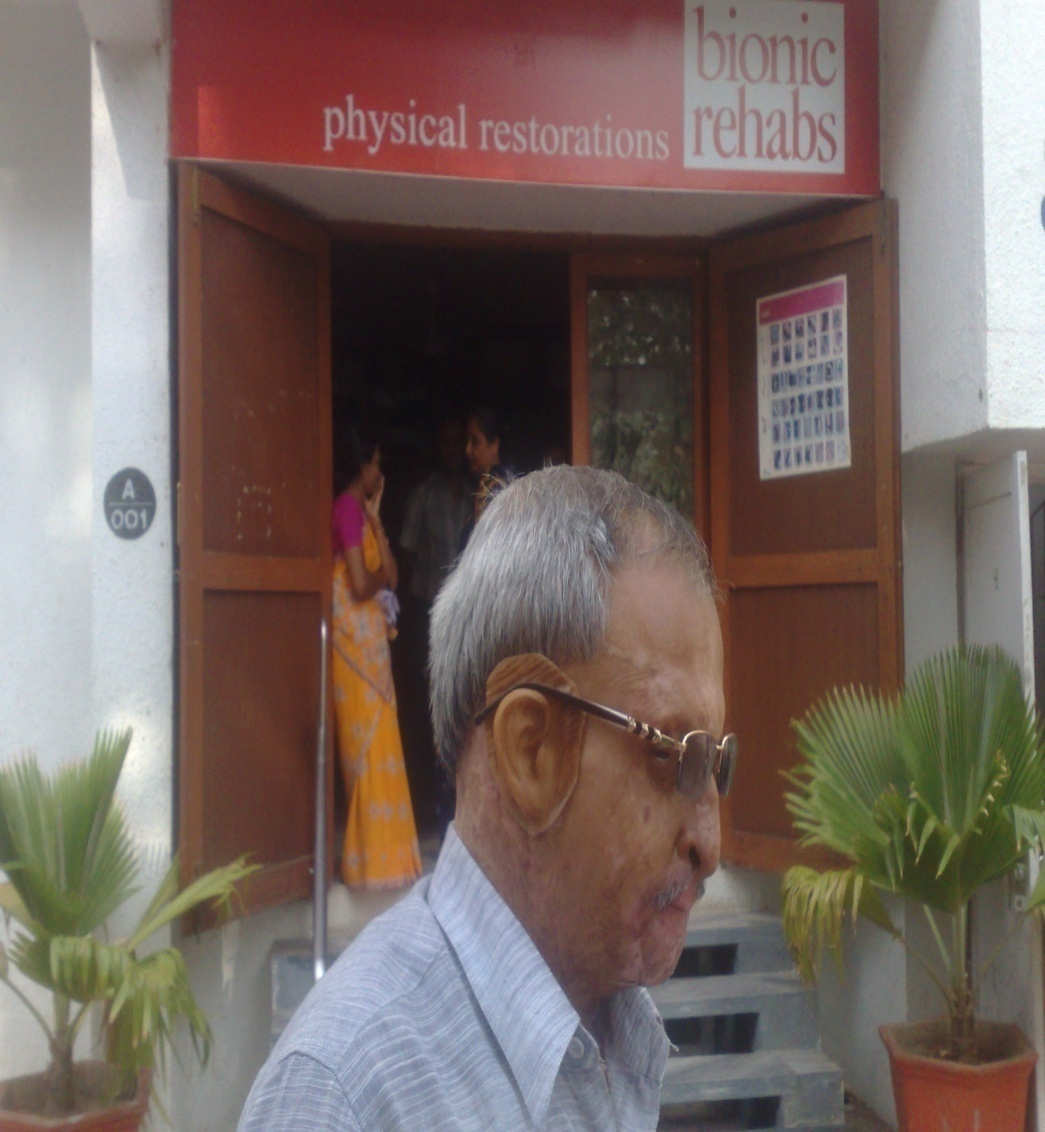 bionic
rehabs
physical restorations
A
001